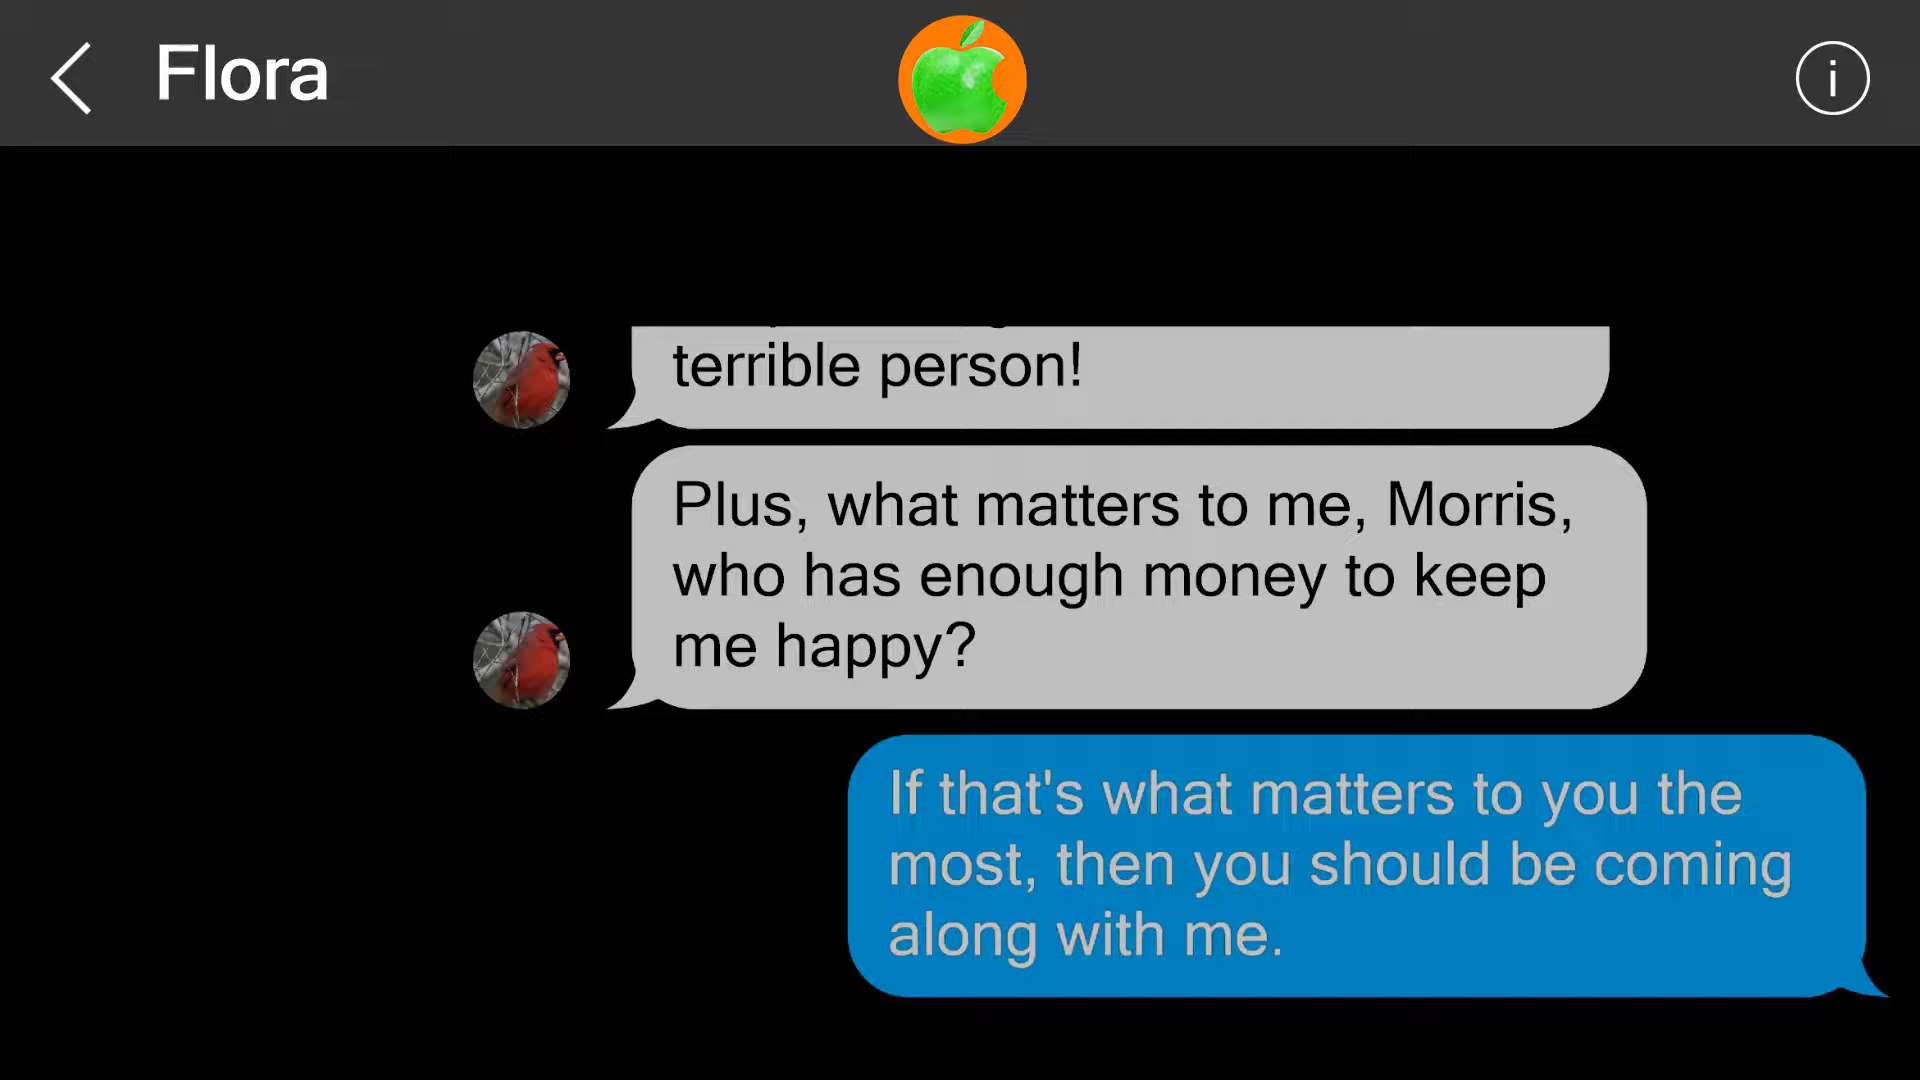 Flora
terrible person!
Plus, what matters to me, Morris,
who has enough money to keep
me happy?
If that's what matters to you the
most, then you should be coming
along with me.